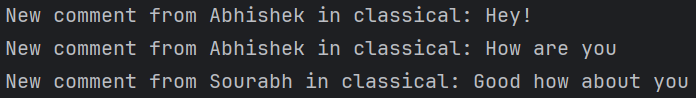 New comment from Abhishek in classical: Hey!
New comment from Abhishek in classical: How are you
New comment from Sourabh in classical: Good how about you